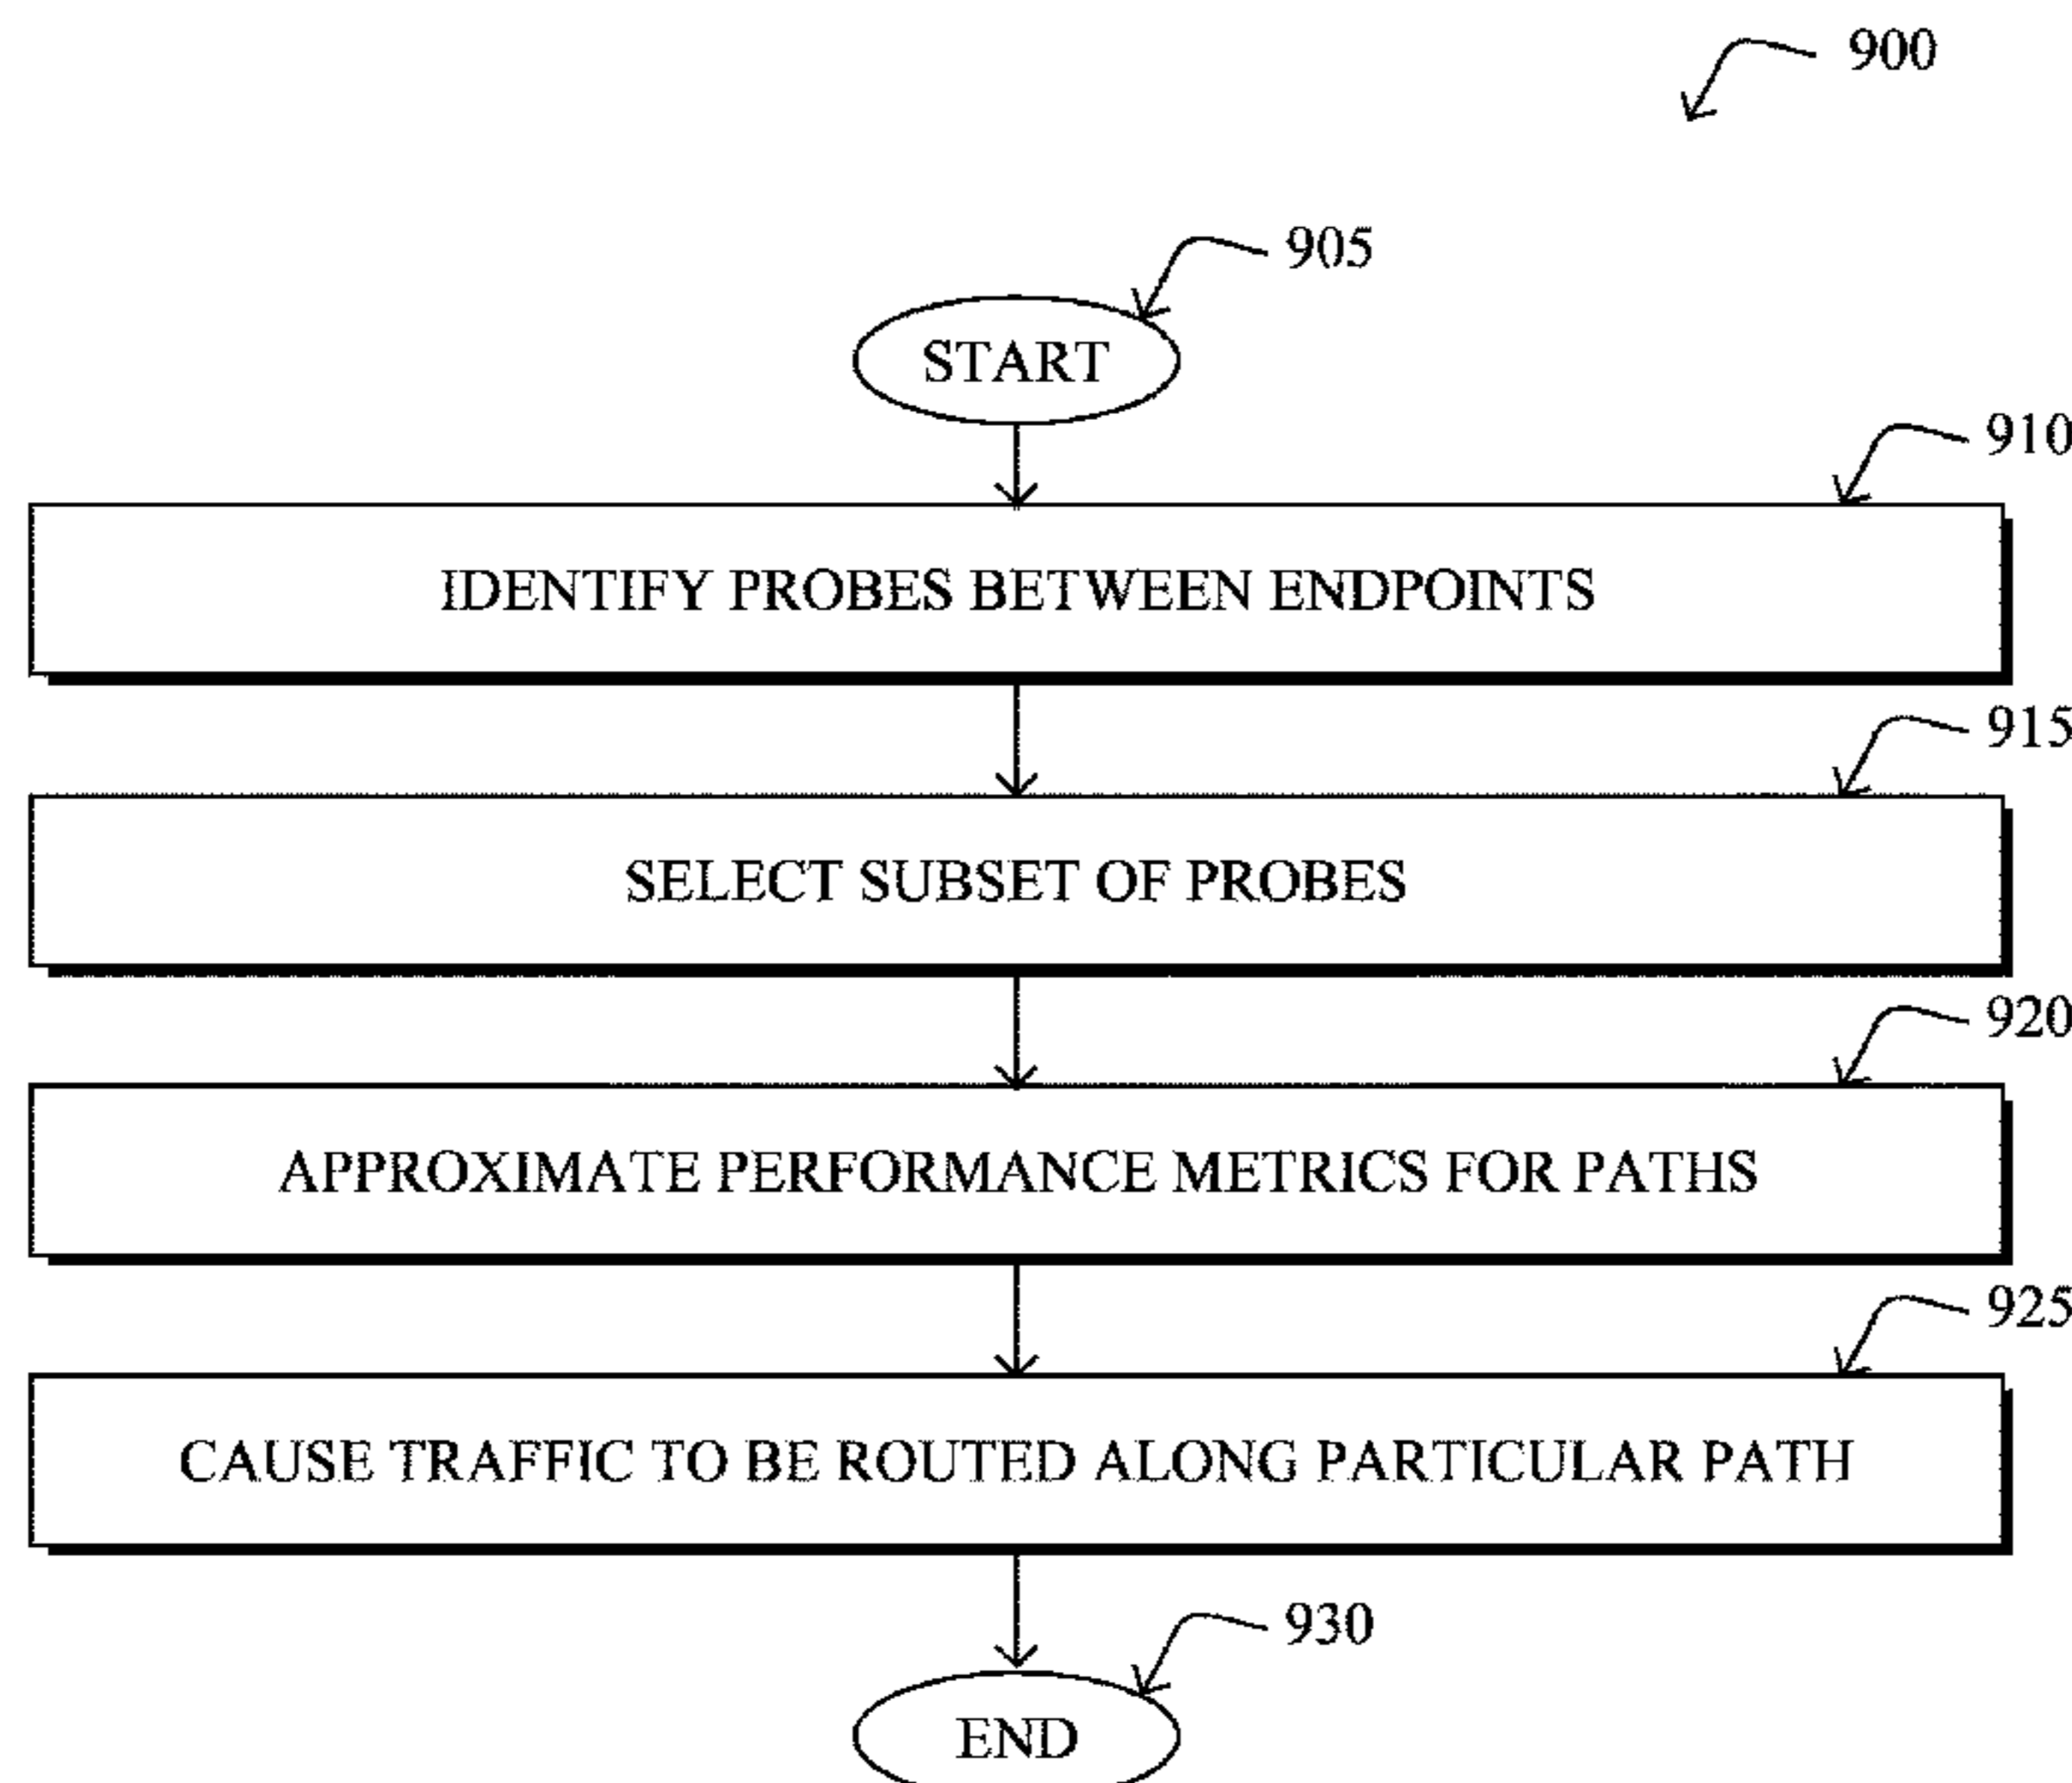 900
905
START
910
IDENTIFY PROBES BETWEEN ENDPOINTS
915
SELECT SUBSET OF PROBES
920
APPROXIMATE PERFORMANCE METRICS FOR PATHS
925
CAUSE TRAFFIC TO BE ROUTED ALONG PARTICULAR PATH
930
END